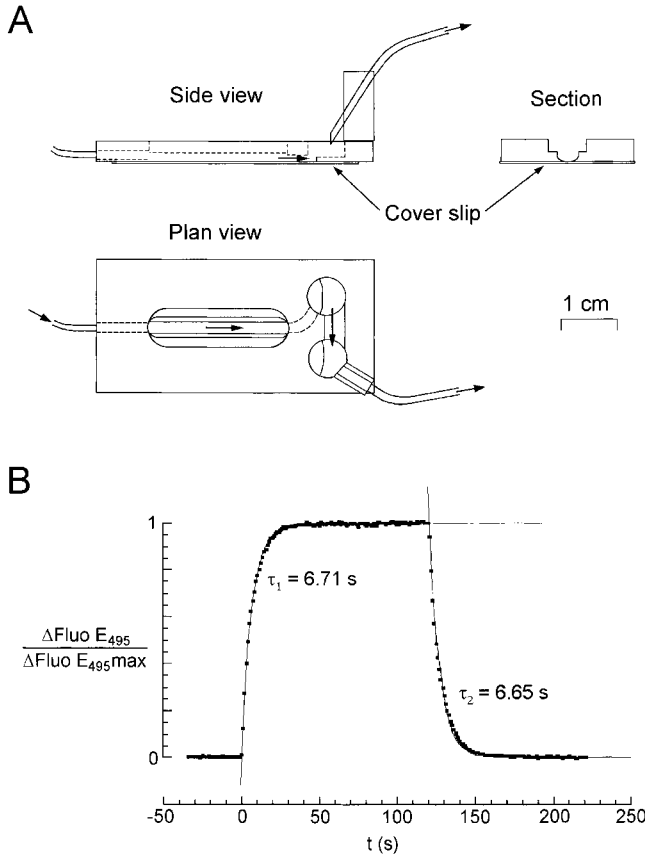 A
Side view
Section
Cover slip
Plan view
1 cm
B
1
τ1 = 6.71 s
ΔFluo E495
ΔFluo E495max
τ2 = 6.65 s
0
-50 0 50 100 150 200 250
t (s)